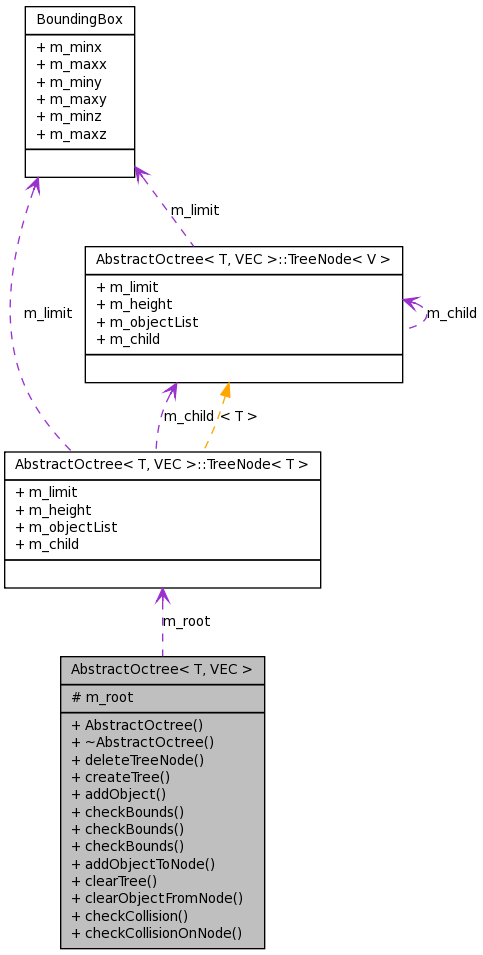 BoundingBox
+ m_minx
+ m_maxx
+ m_miny
+ m_maxy
+ m_minz
+ m_maxz
m_limit
AbstractOctree< T, VEC >::TreeNode< V >
+ m_limit
+ m_height
+ m_objectList
+ m_child
m_limit
m_child
m_child
< T >
AbstractOctree< T, VEC >::TreeNode< T >
+ m_limit
+ m_height
+ m_objectList
+ m_child
m_root
AbstractOctree< T, VEC >
# m_root
+ AbstractOctree()
+ ~AbstractOctree()
+ deleteTreeNode()
+ createTree()
+ addObject()
+ checkBounds()
+ checkBounds()
+ checkBounds()
+ addObjectToNode()
+ clearTree()
+ clearObjectFromNode()
+ checkCollision()
+ checkCollisionOnNode()